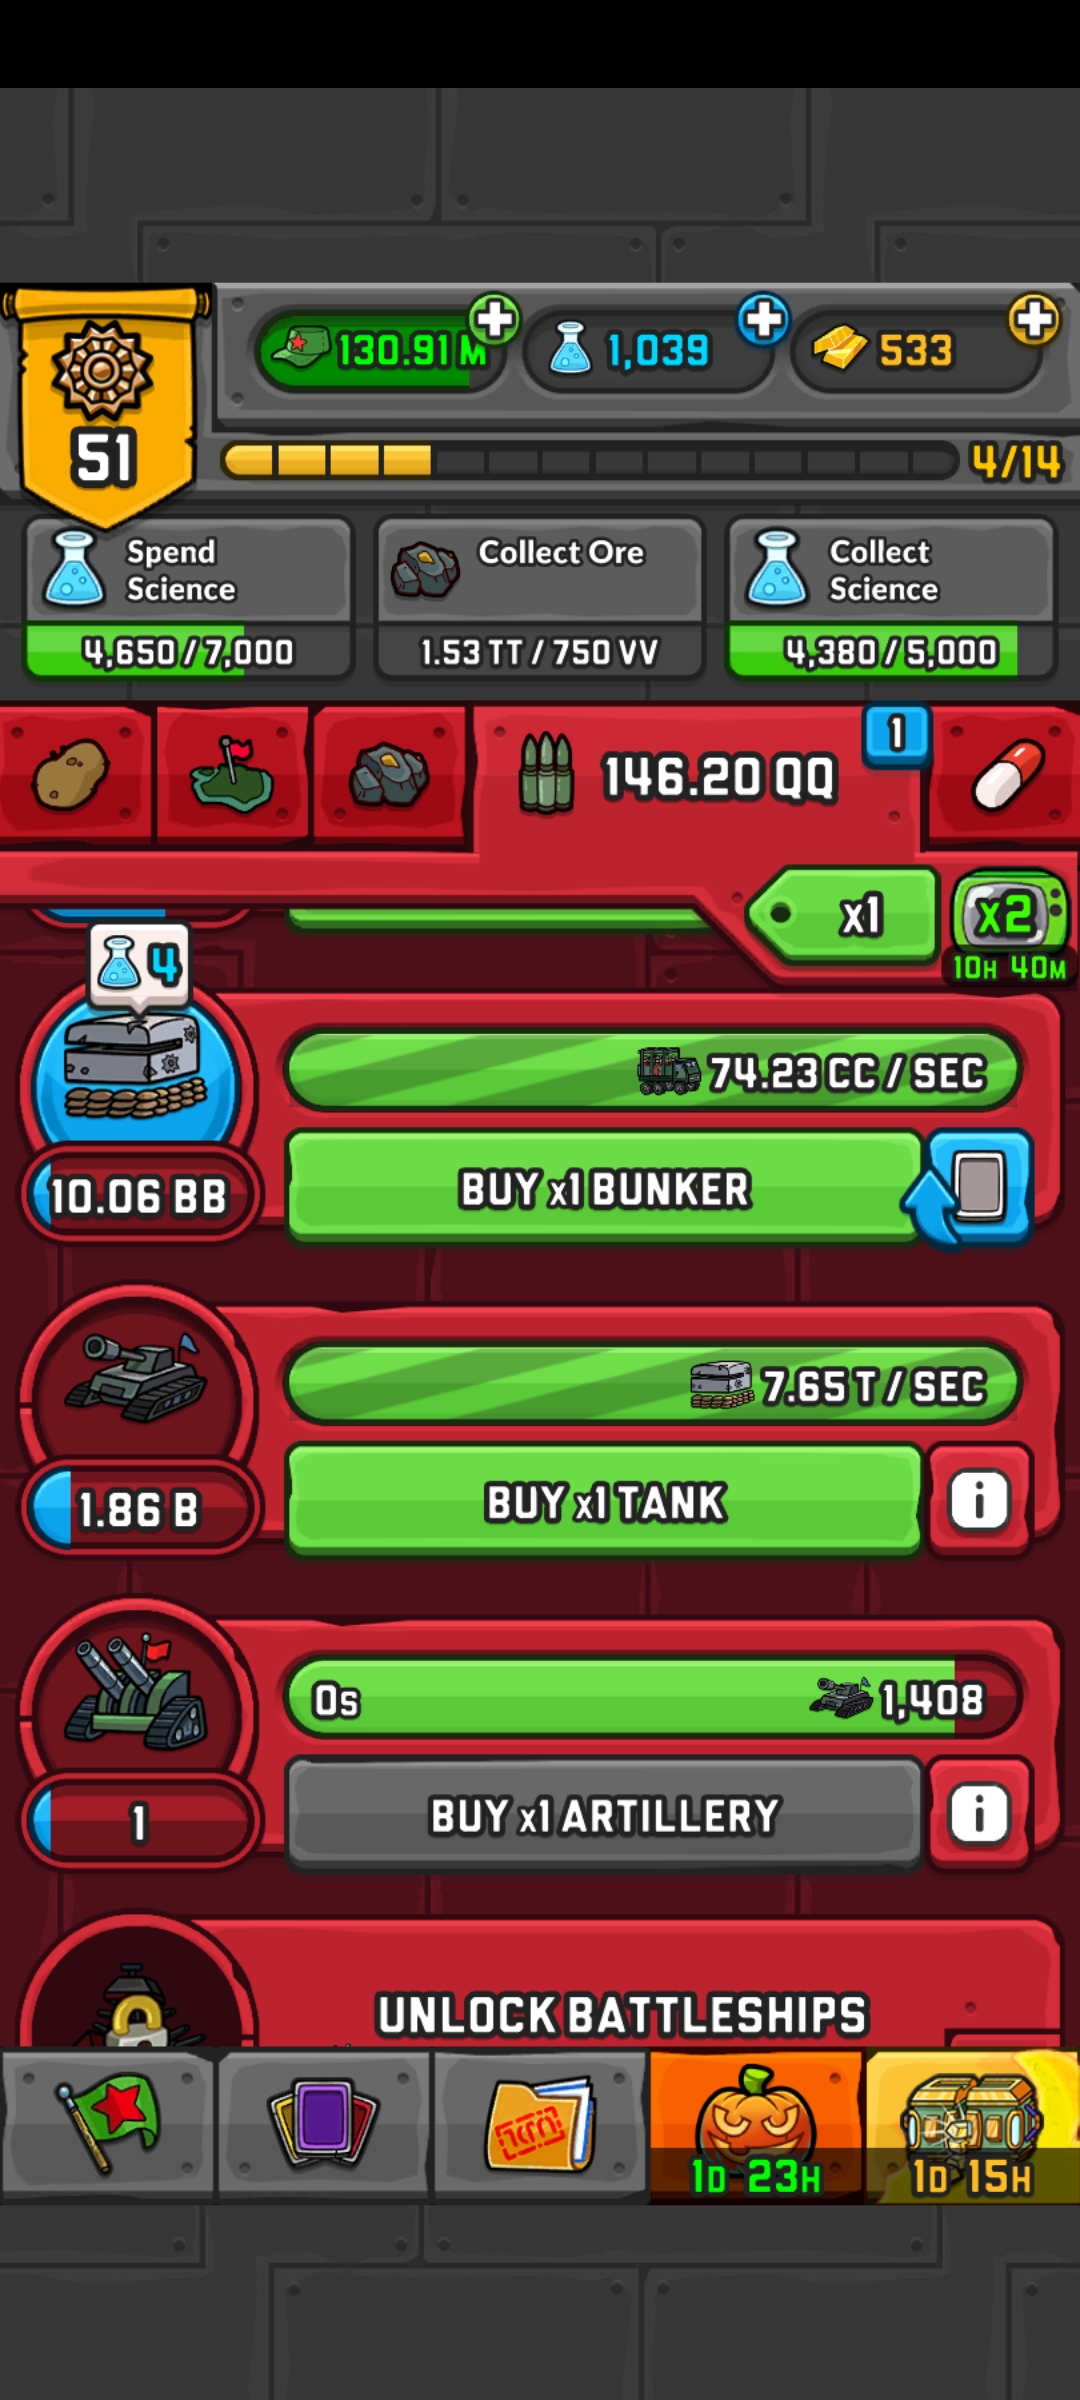 130.91 M
1,039
533
51
4/14
Spend
Science
4,650 / 7,000
Collect Ore
1.53 TT / 750 VV
Collect
Science
4,380 / 5,000
146.20 QQ
1
x1
x2
10H 40M
4
74.23 CC / SEC
10.06 BB
BUY x1 BUNKER
7.65 T / SEC
1.86 B
BUY x1 TANK
i
0s
1,408
1
BUY x1 ARTILLERY
i
UNLOCK BATTLESHIPS
1D 23H
1D 15H